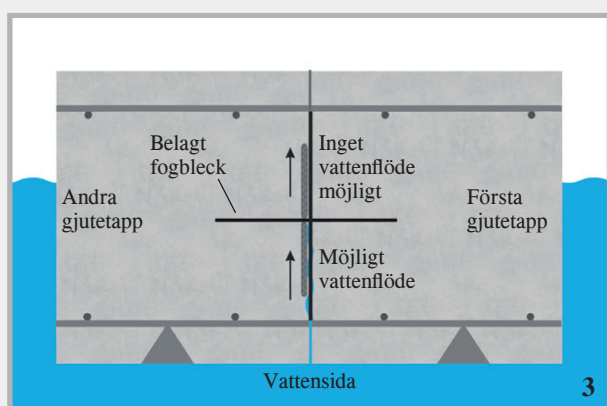 Belagt
fogbleck
Inget
vattenflöde
möjligt
Andra
gjutetapp
Första
gjutetapp
Möjligt
vattenflöde
Vattensida
3